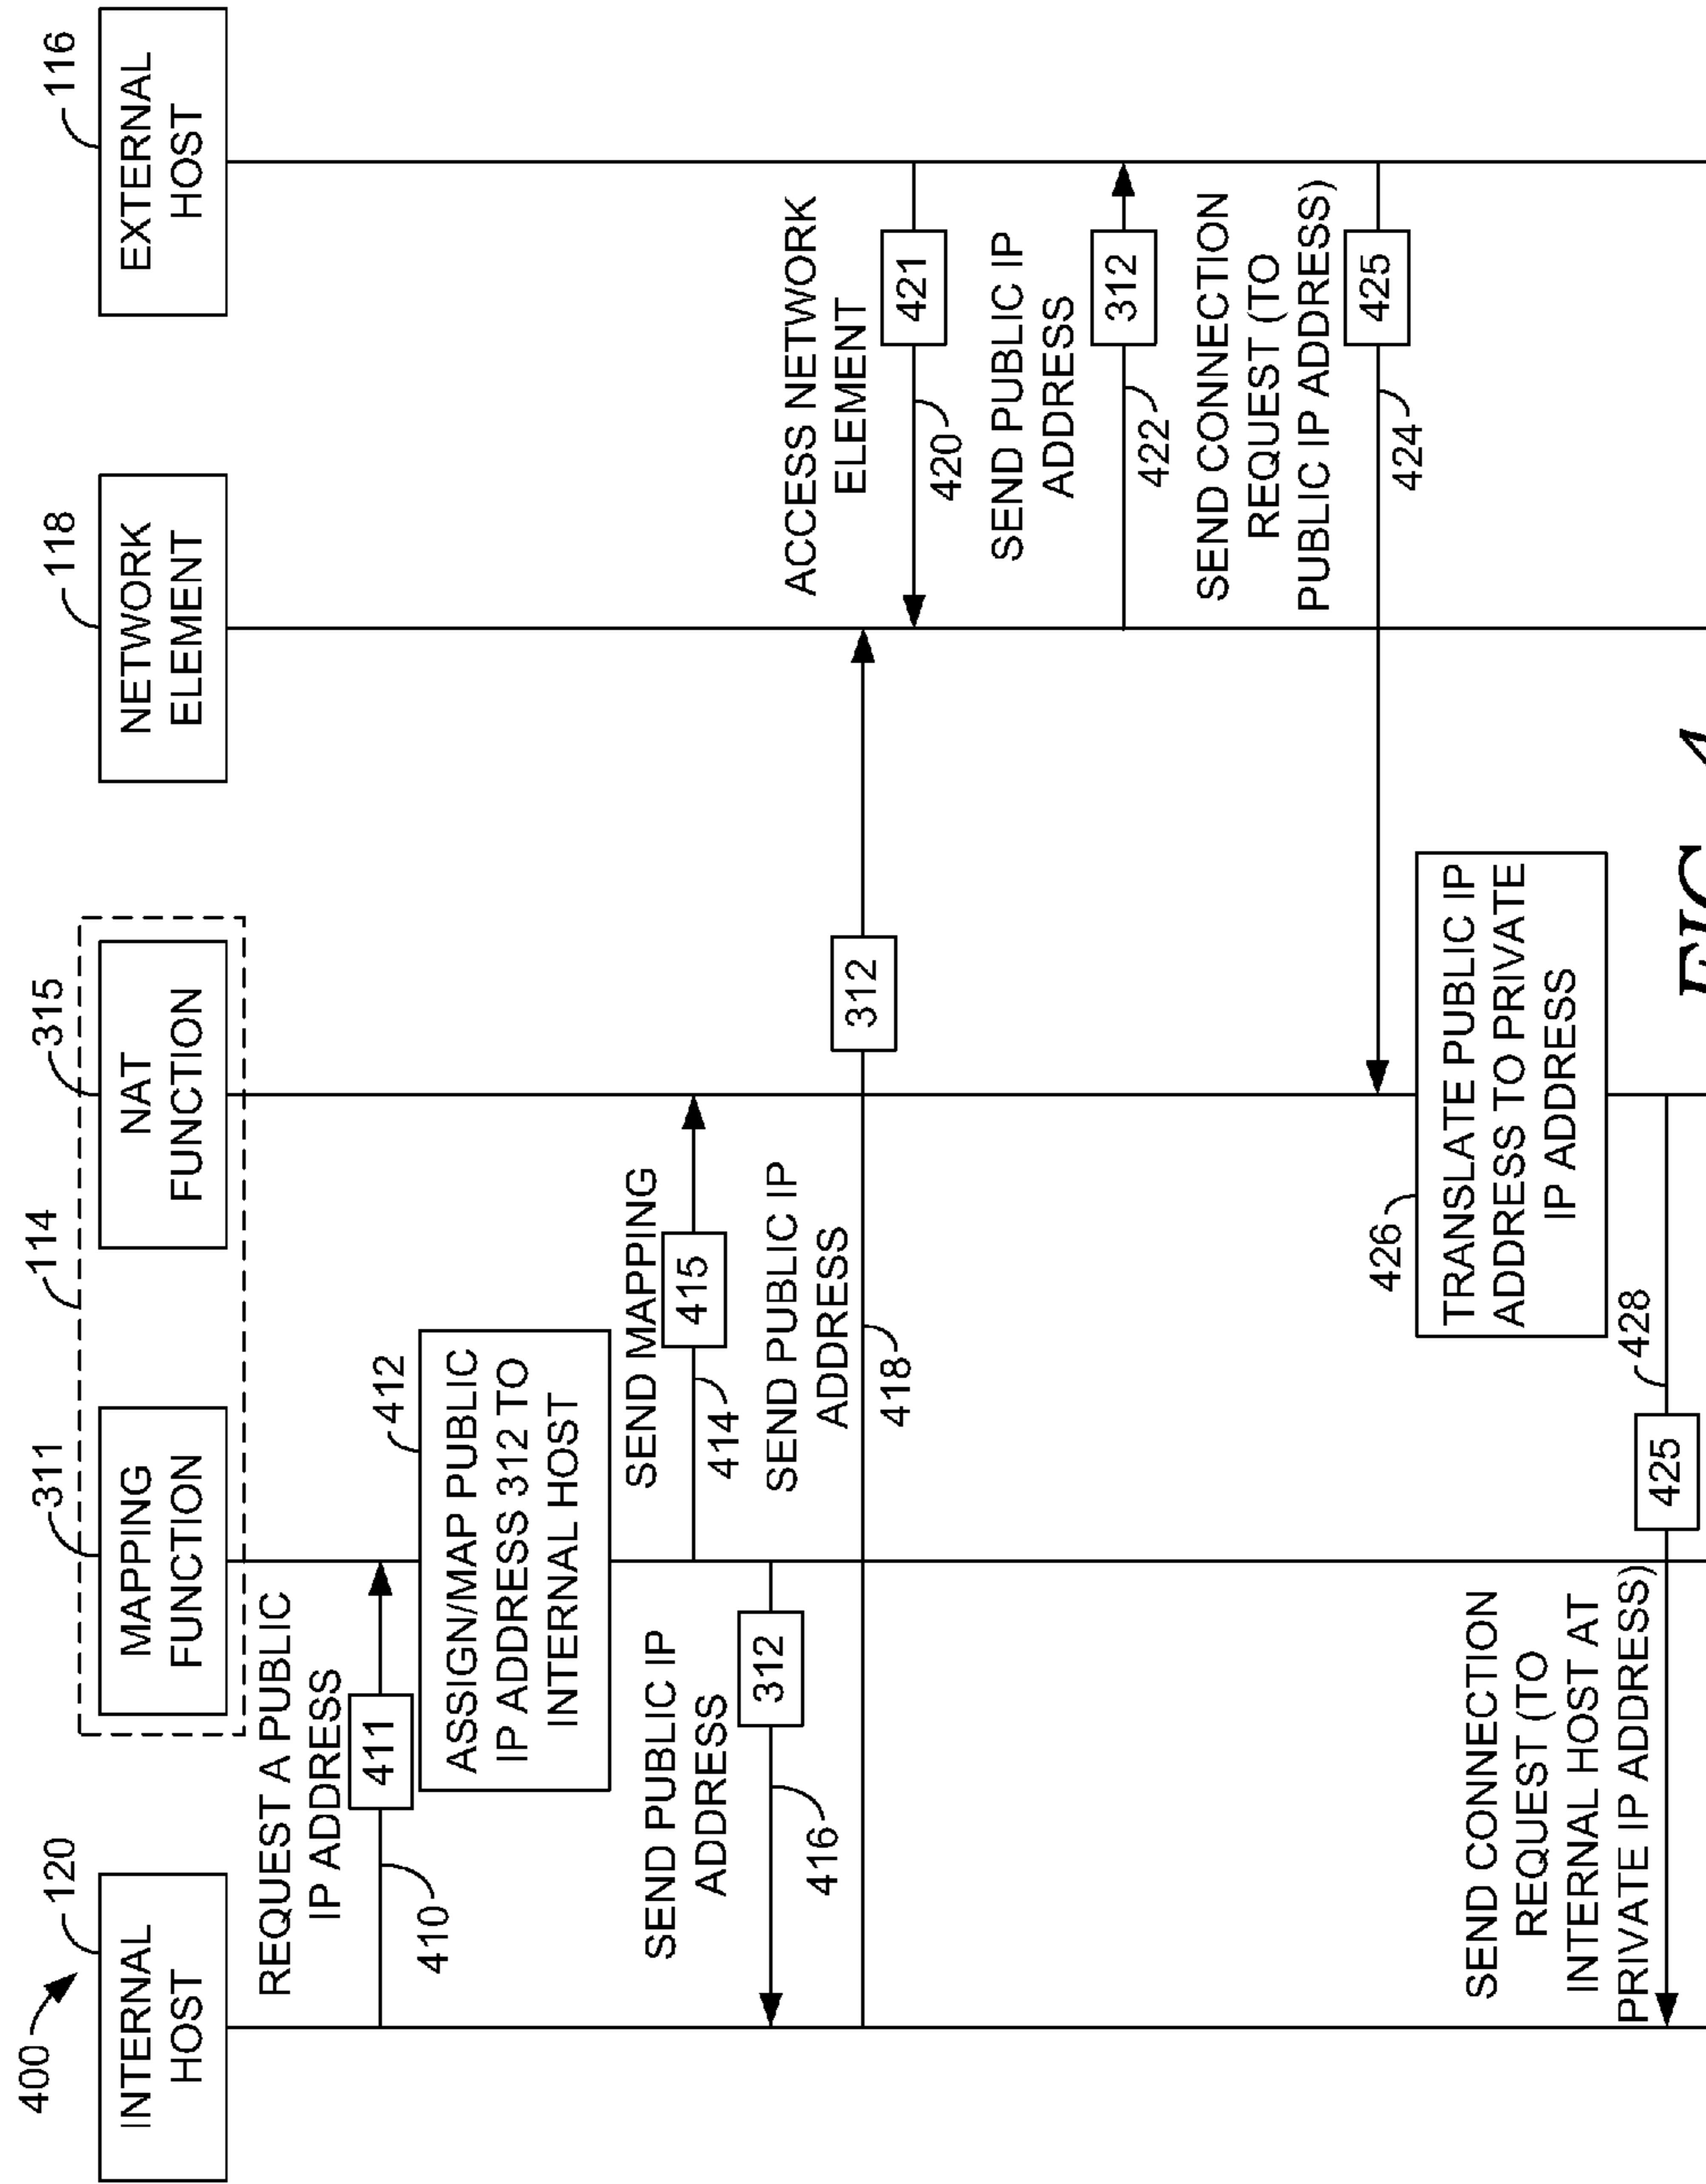 400
120
311
114
315
118
116
INTERNAL
HOST
MAPPING
FUNCTION
NAT
FUNCTION
NETWORK
ELEMENT
EXTERNAL
HOST
REQUEST A PUBLIC
IP ADDRESS
411
410
412
ASSIGN/MAP PUBLIC
IP ADDRESS 312 TO
INTERNAL HOST
SEND MAPPING
415
414
SEND PUBLIC IP
ADDRESS
312
416
SEND PUBLIC IP
ADDRESS
312
418
ACCESS NETWORK
ELEMENT
421
420
SEND PUBLIC IP
ADDRESS
312
422
SEND CONNECTION
REQUEST (TO
PUBLIC IP ADDRESS)
425
424
426
TRANSLATE PUBLIC IP
ADDRESS TO PRIVATE
IP ADDRESS
SEND CONNECTION
REQUEST (TO
INTERNAL HOST AT
PRIVATE IP ADDRESS)
425
428